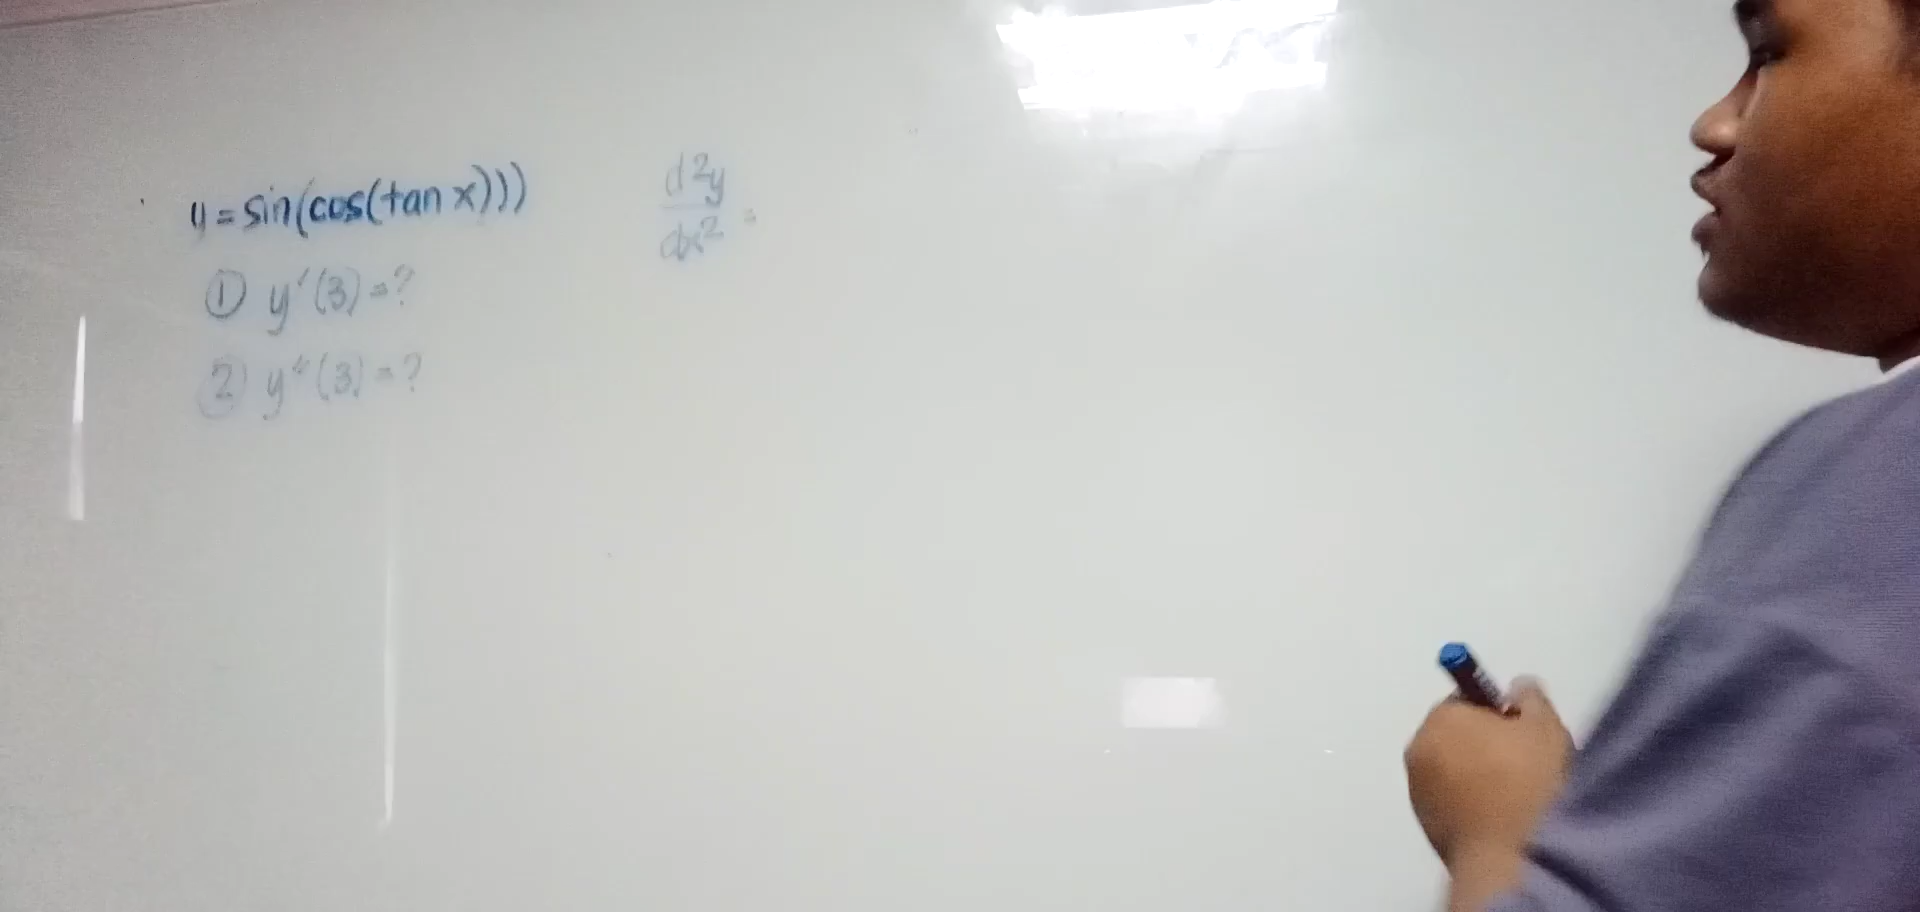 y = sin(cos(tan x)))
① y′(3) = ?
② y″(3) = ?
d²y
dx² =